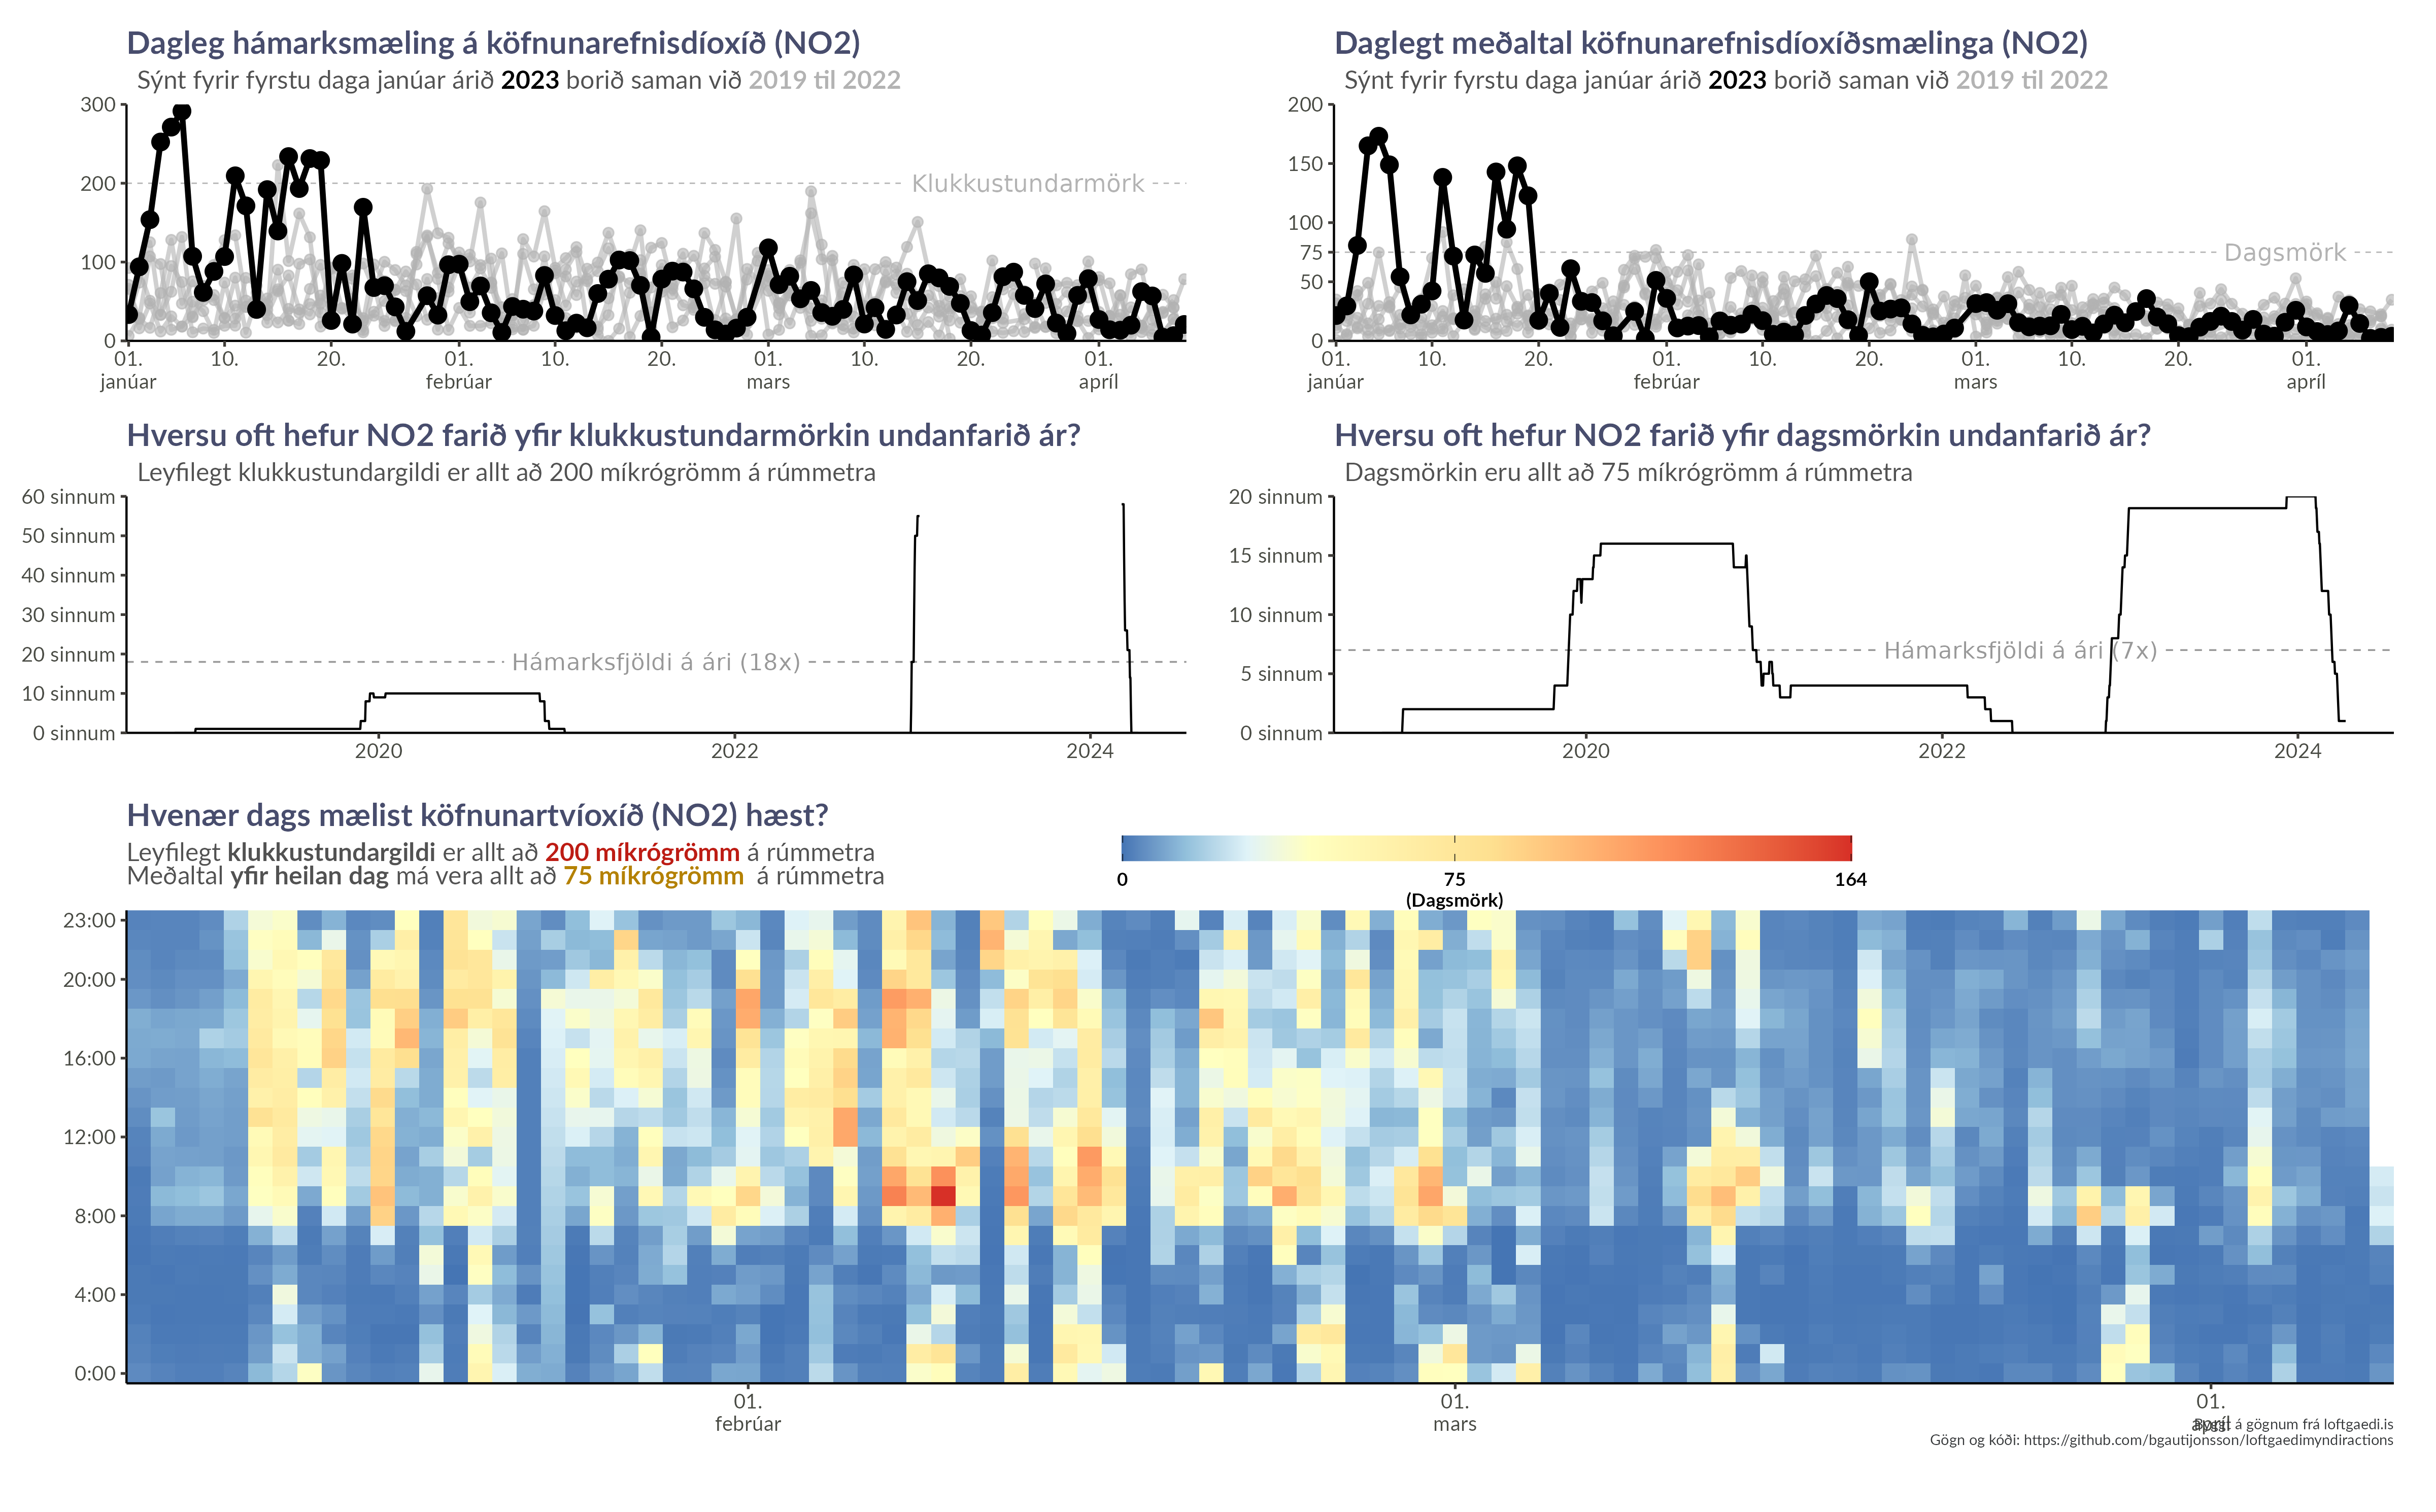 Dagleg hámarksmæling á köfnunarefnisdíoxíð (NO2)
Sýnt fyrir fyrstu daga janúar árið 2023 borið saman við 2019 til 2022
300
200
100
0
Klukkustundarmörk
01. 10. 20. 01. 10. 20. 01. 10. 20. 01.
janúar febrúar mars apríl
Daglegt meðaltal köfnunarefnisdíoxíðsmælinga (NO2)
Sýnt fyrir fyrstu daga janúar árið 2023 borið saman við 2019 til 2022
200
150
100
75
50
0
Dagsmörk
01. 10. 20. 01. 10. 20. 01. 10. 20. 01.
janúar febrúar mars apríl
Hversu oft hefur NO2 farið yfir klukkustundarmörkin undanfarið ár?
Leyfilegt klukkustundargildi er allt að 200 míkrógrömm á rúmmetra
60 sinnum
50 sinnum
40 sinnum
30 sinnum
20 sinnum
10 sinnum
0 sinnum
Hámarksfjöldi á ári (18x)
2020 2022 2024
Hversu oft hefur NO2 farið yfir dagsmörkin undanfarið ár?
Dagsmörkin eru allt að 75 míkrógrömm á rúmmetra
20 sinnum
15 sinnum
10 sinnum
5 sinnum
0 sinnum
Hámarksfjöldi á ári (7x)
2020 2022 2024
Hvenær dags mælist köfnunartvíoxíð (NO2) hæst?
Leyfilegt klukkustundargildi er allt að 200 míkrógrömm á rúmmetra
Meðaltal yfir heilan dag má vera allt að 75 míkrógrömm á rúmmetra
0 75 164
(Dagsmörk)
23:00
20:00
16:00
12:00
8:00
4:00
0:00
01. 01. 01.
febrúar mars apríl
Byggt á gögnum frá loftgaedi.is
Gögn og kóði: https://github.com/bgautijonsson/loftgaedimyndiractions